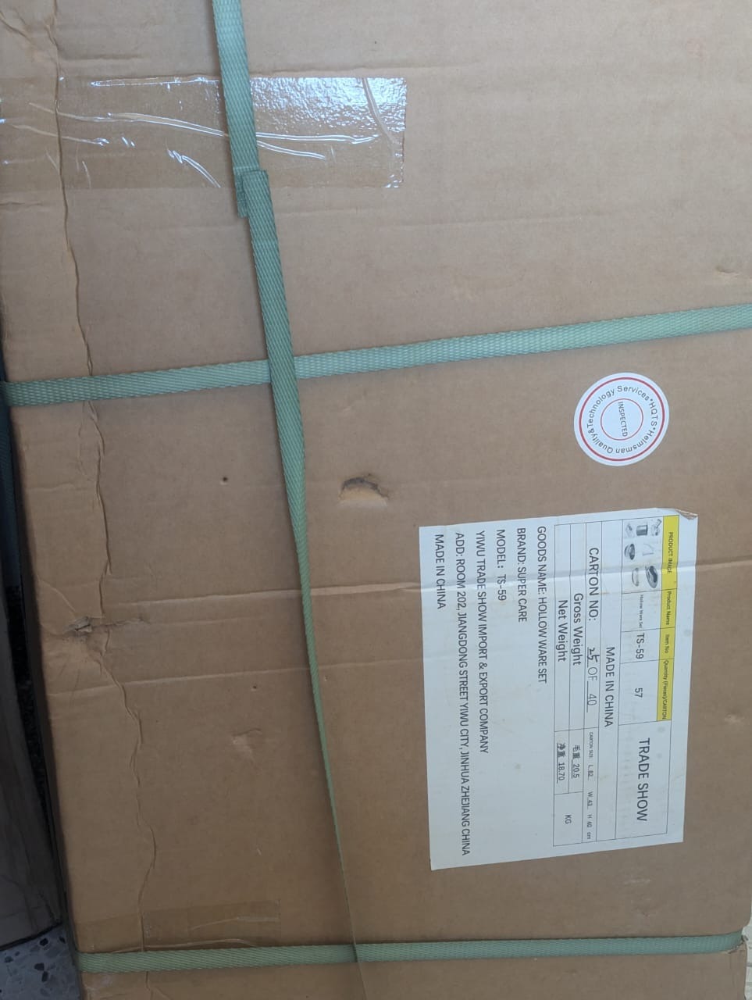 HQTS*Helmsman Quality&Technology Services*
INSPECTED
PRODUCT IMAGE Product Name Item No Quantity (Pieces)/CARTON
Hollow Ware Set TS-59 57 TRADE SHOW
MADE IN CHINA
CARTON NO: 25 OF 40 CARTON SIZE: L 82 W 43 H 40 cm
Gross Weight 毛重 20.5 KG
Net Weight 净重 18.70
GOODS NAME: HOLLOW WARE SET
BRAND: SUPER CARE
MODEL: TS-59
YIWU TRADE SHOW IMPORT & EXPORT COMPANY
ADD: ROOM 202, JIANGDONG STREET YIWU CITY, JINHUA ZHEJIANG CHINA
MADE IN CHINA